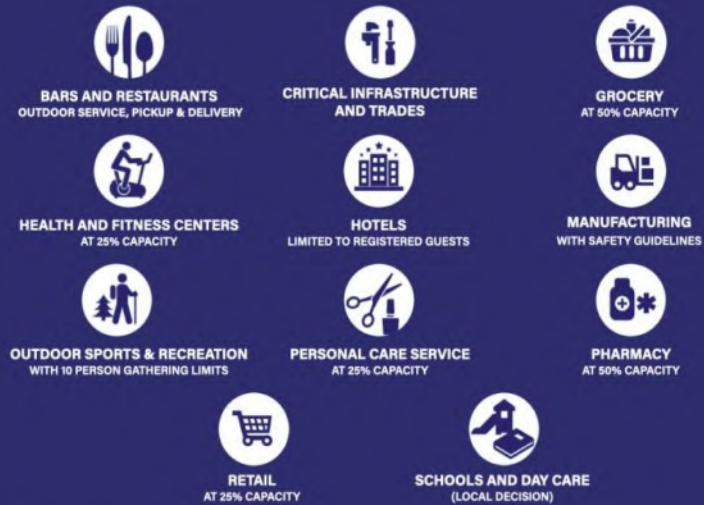 BARS AND RESTAURANTS
OUTDOOR SERVICE, PICKUP & DELIVERY
CRITICAL INFRASTRUCTURE
AND TRADES
GROCERY
AT 50% CAPACITY
HEALTH AND FITNESS CENTERS
AT 25% CAPACITY
HOTELS
LIMITED TO REGISTERED GUESTS
MANUFACTURING
WITH SAFETY GUIDELINES
OUTDOOR SPORTS & RECREATION
WITH 10 PERSON GATHERING LIMITS
PERSONAL CARE SERVICE
AT 25% CAPACITY
PHARMACY
AT 50% CAPACITY
RETAIL
AT 25% CAPACITY
SCHOOLS AND DAY CARE
(LOCAL DECISION)